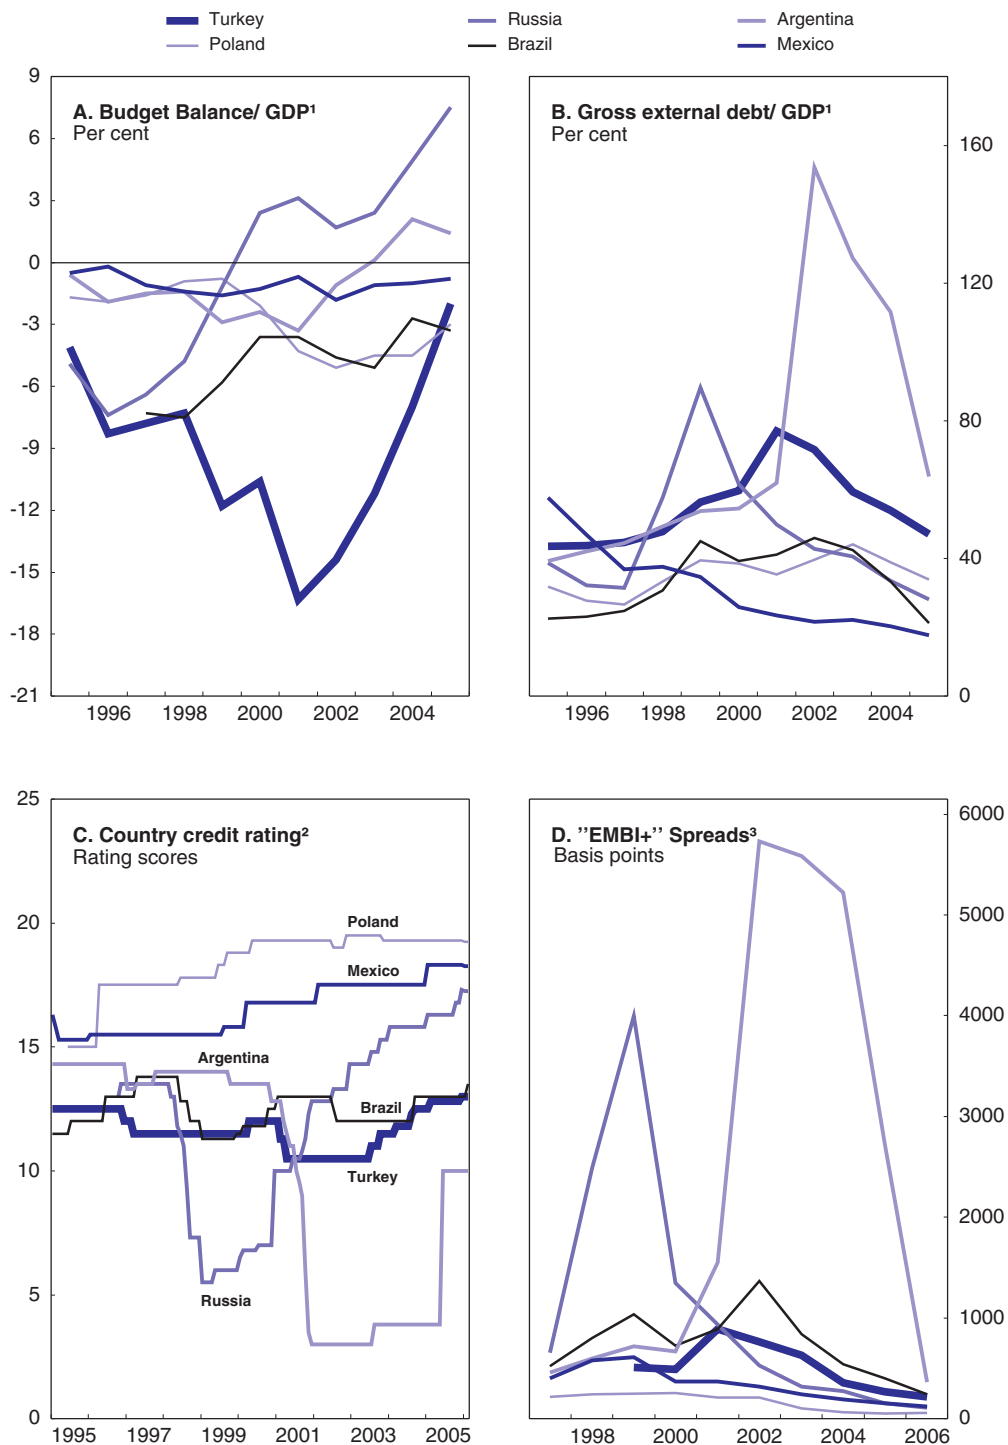 Turkey
Russia
Argentina
Poland
Brazil
Mexico
A. Budget Balance/ GDP¹
Per cent
9
6
3
0
-3
-6
-9
-12
-15
-18
-21
1996 1998 2000 2002 2004
B. Gross external debt/ GDP¹
Per cent
160
120
80
40
0
1996 1998 2000 2002 2004
C. Country credit rating²
Rating scores
25
20
15
10
5
0
Poland
Mexico
Argentina
Brazil
Turkey
Russia
1995 1997 1999 2001 2003 2005
D. ’’EMBI+’’ Spreads³
Basis points
6000
5000
4000
3000
2000
1000
0
1998 2000 2002 2004 2006